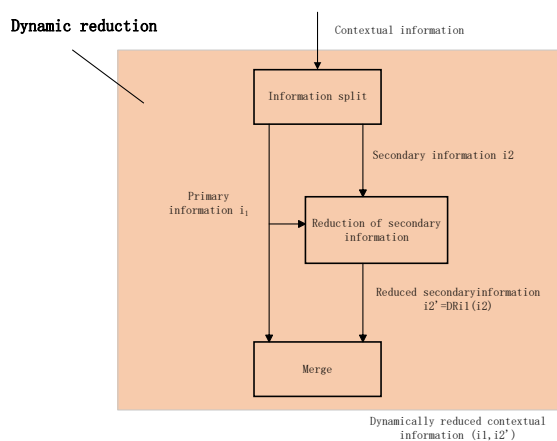 Dynamic reduction
Contextual information
Information split
Secondary information i2
Primary
information i₁
Reduction of secondary
information
Reduced secondaryinformation
i2'=DRi1(i2)
Merge
Dynamically reduced contextual
information (i1,i2')